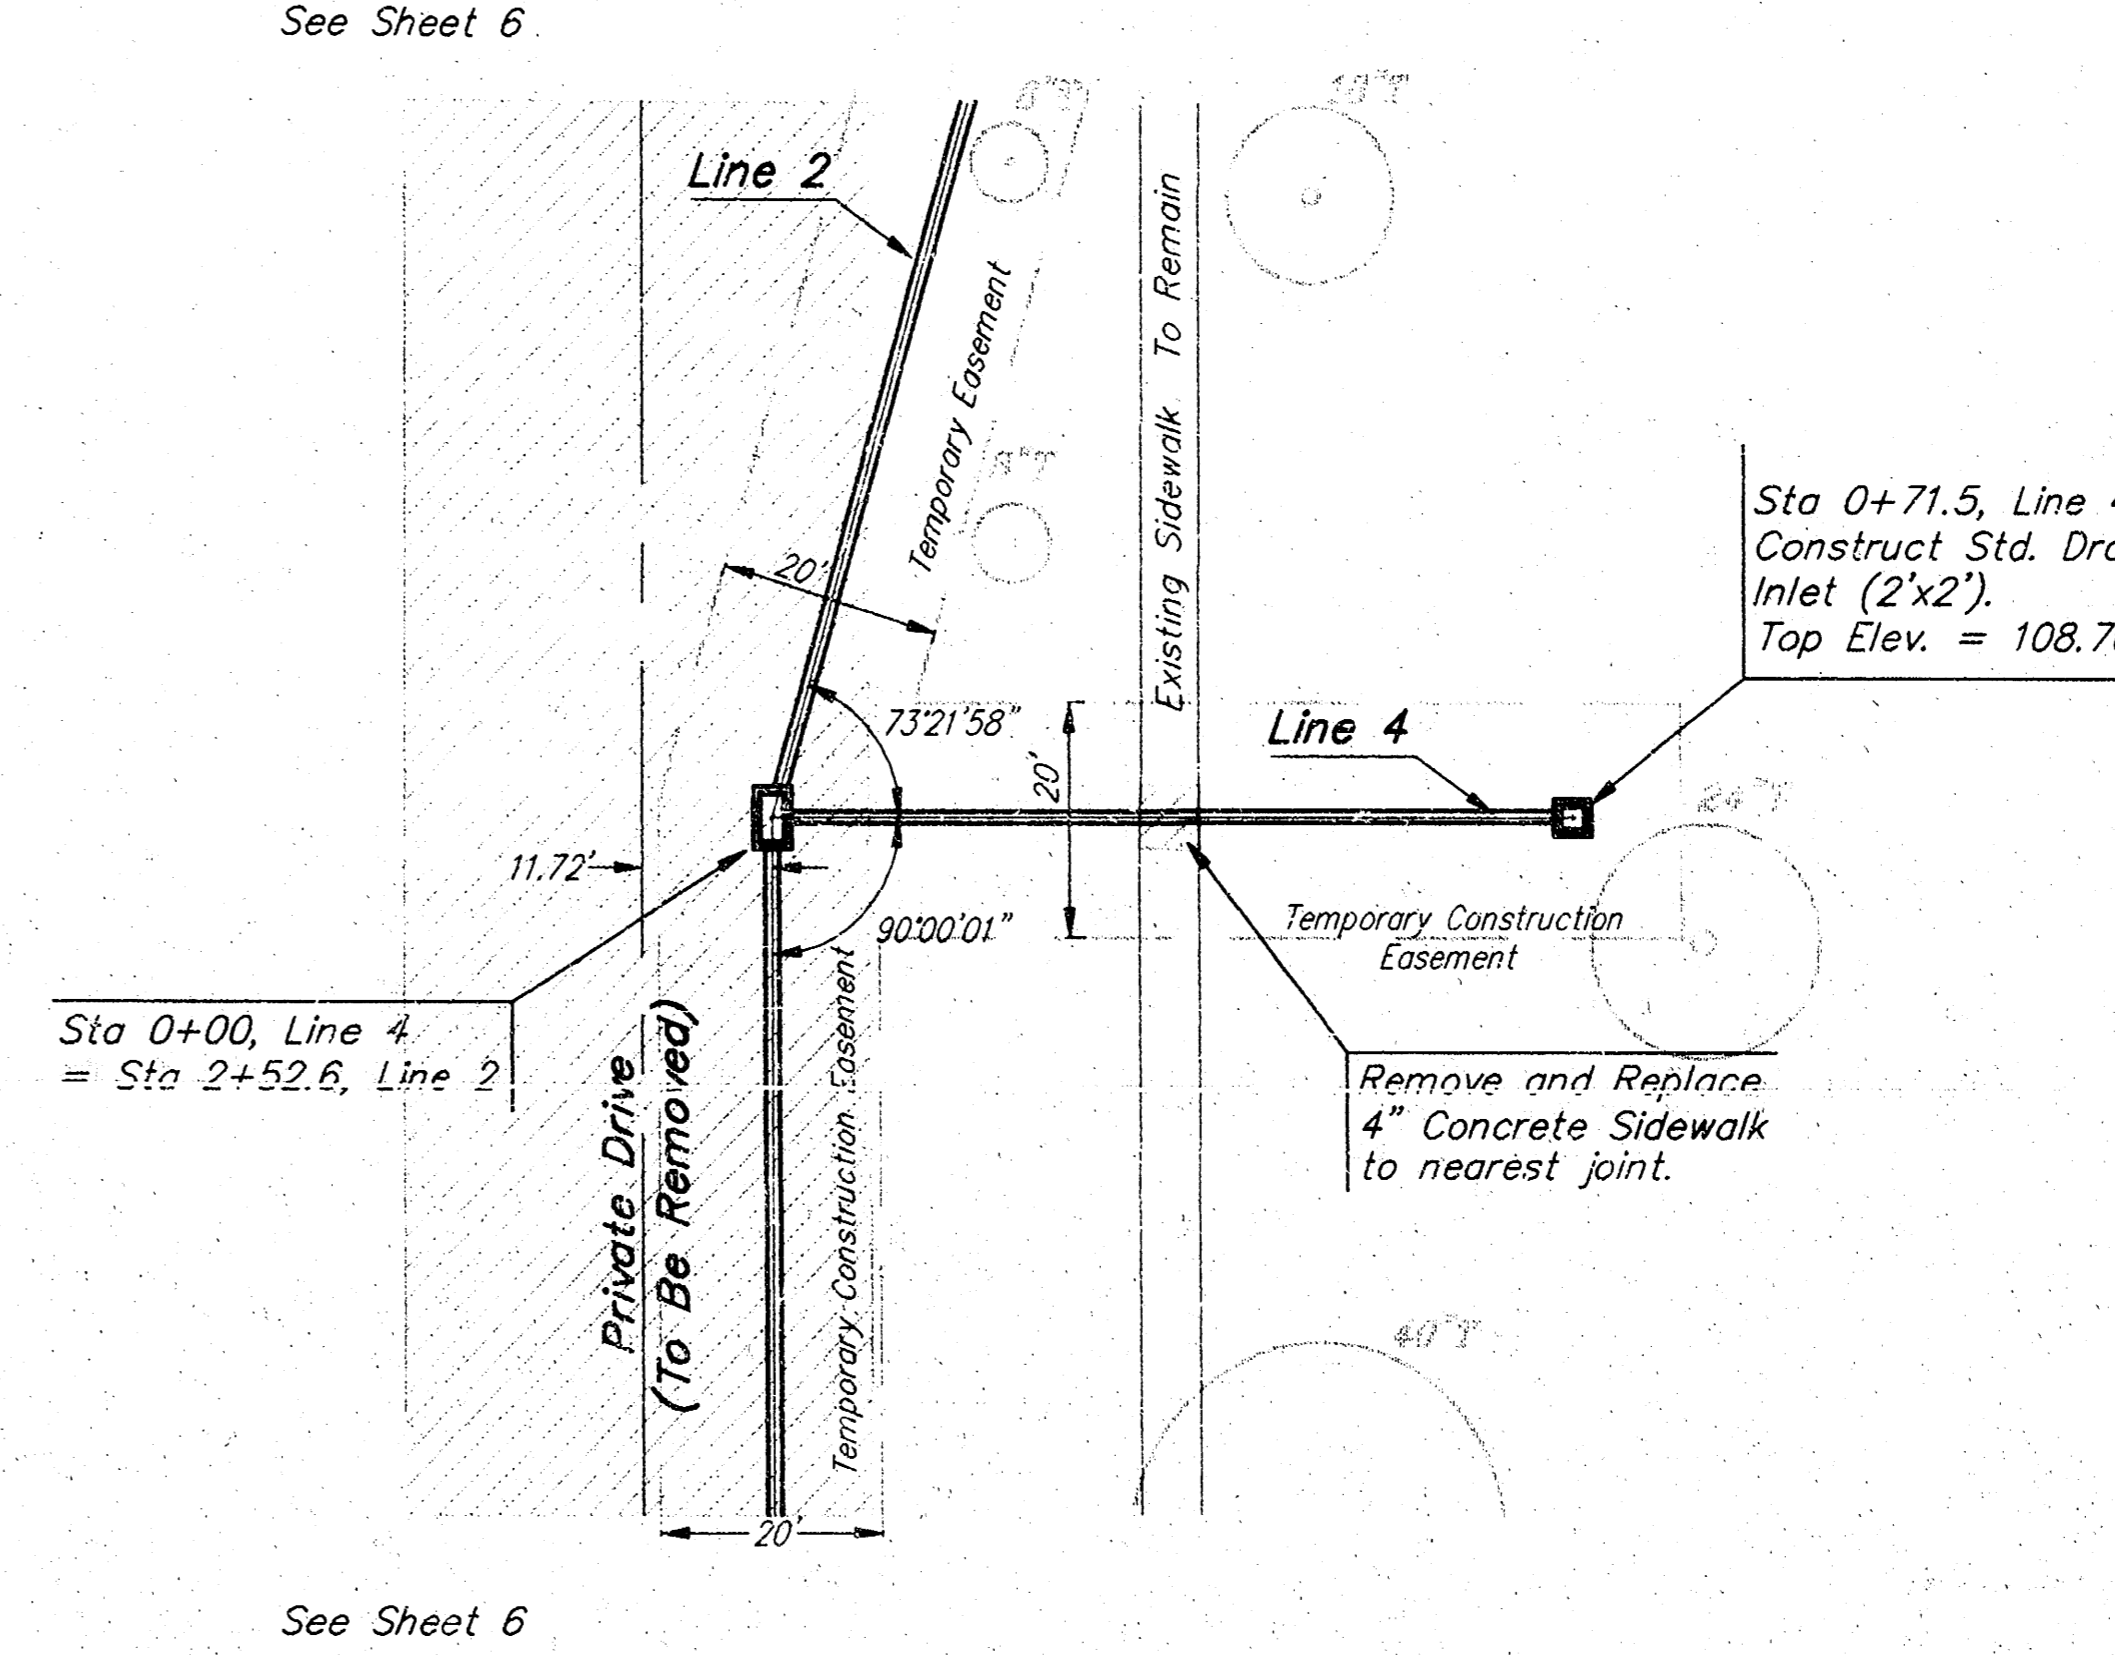 See Sheet 6
18"T
Line 2
Temporary Easement
Existing Sidewalk To Remain
20'
Sta 0+71.5, Line
Construct Std.
Inlet (2'x2').
Top Elev. = 108.7
73°21'58"
Line 4
20'
24"T
11.72'
90°00'01"
Temporary Construction
Easement
Sta 0+00, Line 4
= Sta 2+52.6, Line 2
Private Drive
(To Be Removed)
Temporary Construction Easement
Remove and Replace
4" Concrete Sidewalk
to nearest joint.
40"T
20'
See Sheet 6